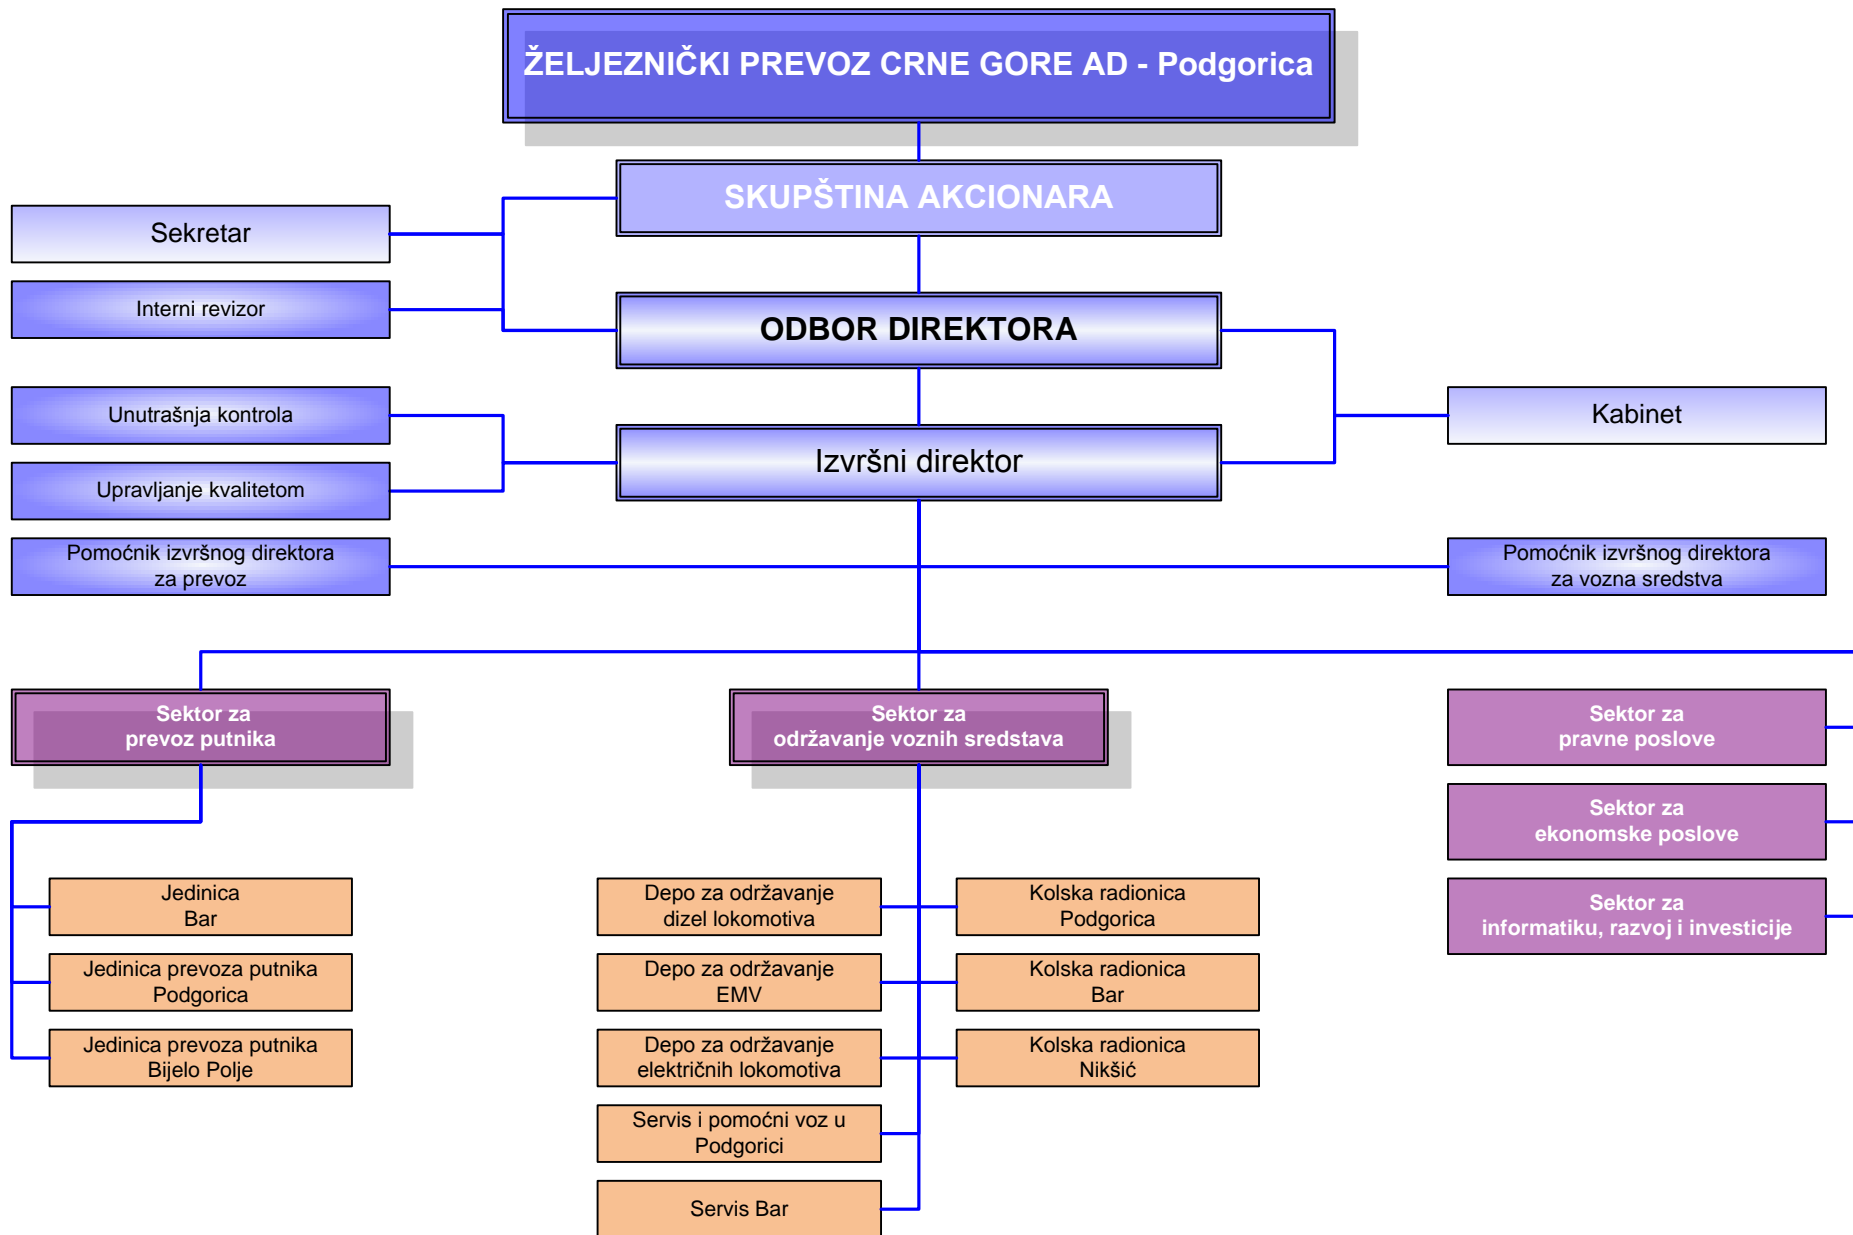 ŽELJEZNIČKI PREVOZ CRNE GORE AD - Podgorica
SKUPŠTINA AKCIONARA
Sekretar
Interni revizor
ODBOR DIREKTORA
Unutrašnja kontrola
Kabinet
Izvršni direktor
Upravljanje kvalitetom
Pomoćnik izvršnog direktora
za prevoz
Pomoćnik izvršnog direktora
za vozna sredstva
Sektor za
prevoz putnika
Sektor za
održavanje voznih sredstava
Sektor za
pravne poslove
Sektor za
ekonomske poslove
Sektor za
informatiku, razvoj i investicije
Jedinica
Bar
Jedinica prevoza putnika
Podgorica
Jedinica prevoza putnika
Bijelo Polje
Depo za održavanje
dizel lokomotiva
Depo za održavanje
EMV
Depo za održavanje
električnih lokomotiva
Servis i pomoćni voz u
Podgorici
Servis Bar
Kolska radionica
Podgorica
Kolska radionica
Bar
Kolska radionica
Nikšić